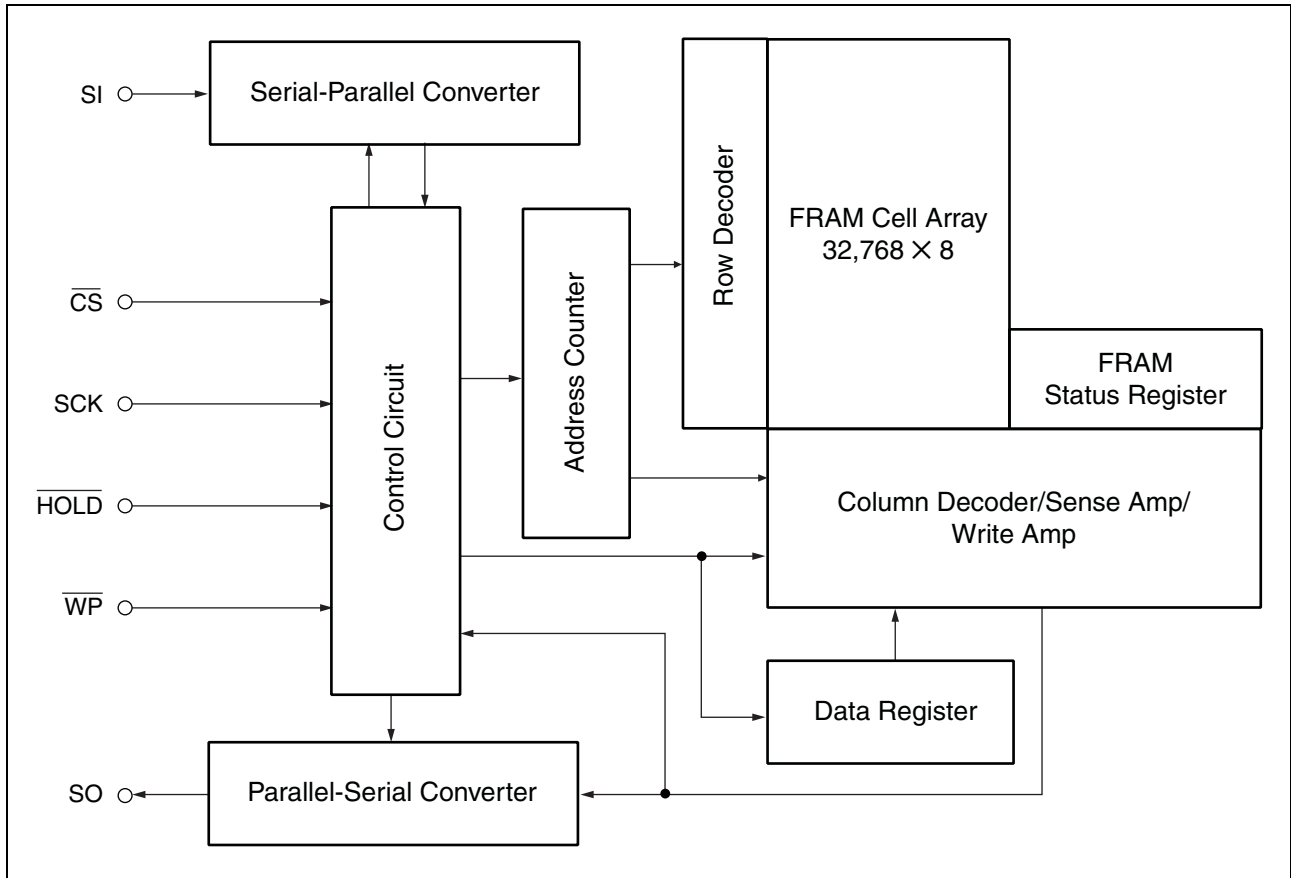 SI
Serial-Parallel Converter
CS
SCK
HOLD
WP
SO
Control Circuit
Address Counter
Row Decoder
FRAM Cell Array
32,768 × 8
FRAM
Status Register
Column Decoder/Sense Amp/
Write Amp
Data Register
Parallel-Serial Converter